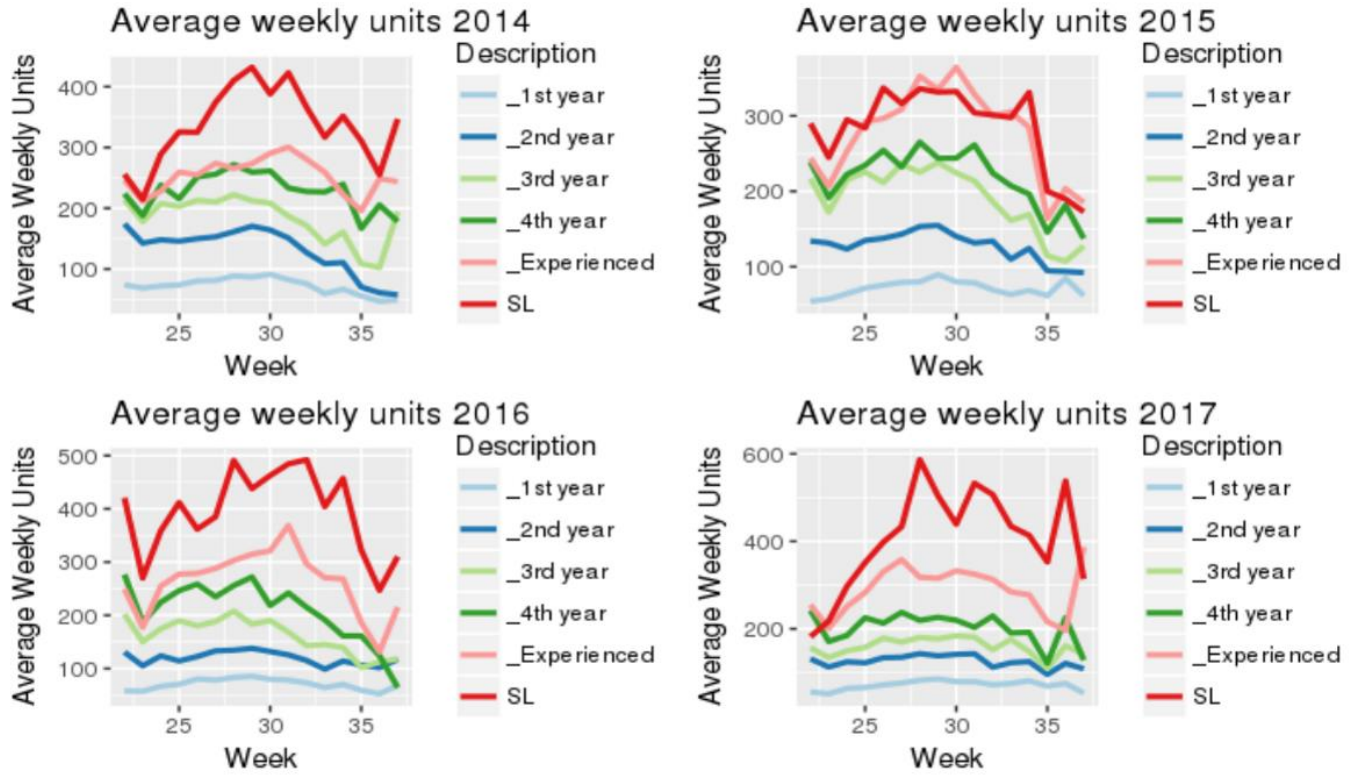 Average weekly units 2014
Average Weekly Units
400
300
200
100
25 30 35
Week
Description
_1st year
_2nd year
_3rd year
_4th year
_Experienced
SL
Average weekly units 2015
Average Weekly Units
300
200
100
25 30 35
Week
Description
_1st year
_2nd year
_3rd year
_4th year
_Experienced
SL
Average weekly units 2016
Average Weekly Units
500
400
300
200
100
25 30 35
Week
Description
_1st year
_2nd year
_3rd year
_4th year
_Experienced
SL
Average weekly units 2017
Average Weekly Units
600
400
200
25 30 35
Week
Description
_1st year
_2nd year
_3rd year
_4th year
_Experienced
SL